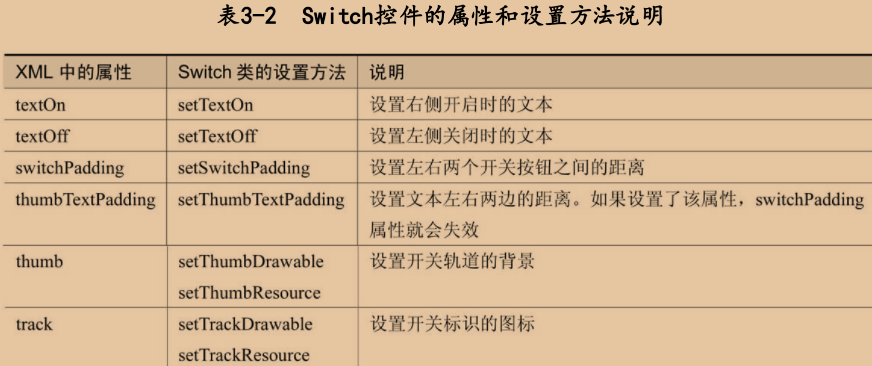 表3-2 Switch控件的属性和设置方法说明
XML 中的属性 Switch 类的设置方法 说明
textOn setTextOn 设置右侧开启时的文本
textOff setTextOff 设置左侧关闭时的文本
switchPadding setSwitchPadding 设置左右两个开关按钮之间的距离
thumbTextPadding setThumbTextPadding 设置文本左右两边的距离。如果设置了该属性，switchPadding
属性就会失效
thumb setThumbDrawable 设置开关轨道的背景
setThumbResource
track setTrackDrawable 设置开关标识的图标
setTrackResource